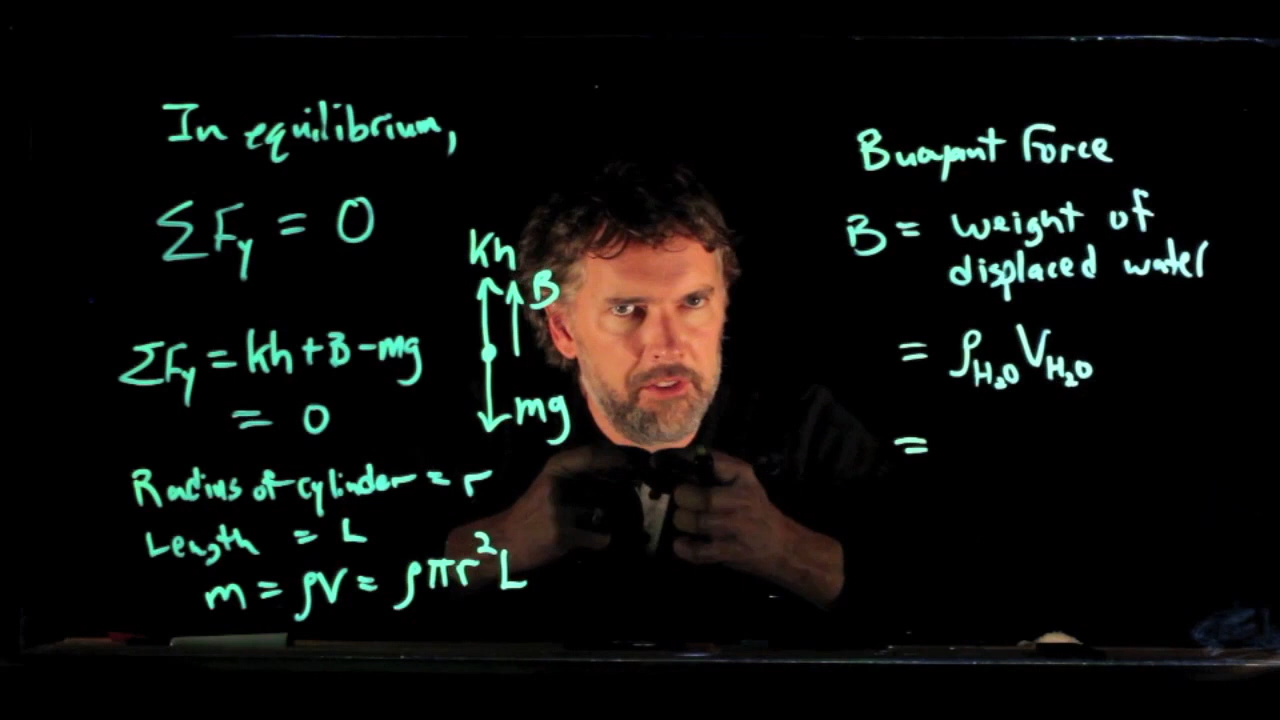 In equilibrium,
ΣFy = 0
ΣFy = kh + B - mg
= 0
Radius of cylinder = r
Length = L
m = ρV = ρπr²L
kh
B
mg
Buoyant Force
B = weight of
displaced water
= ρH₂O VH₂O
=